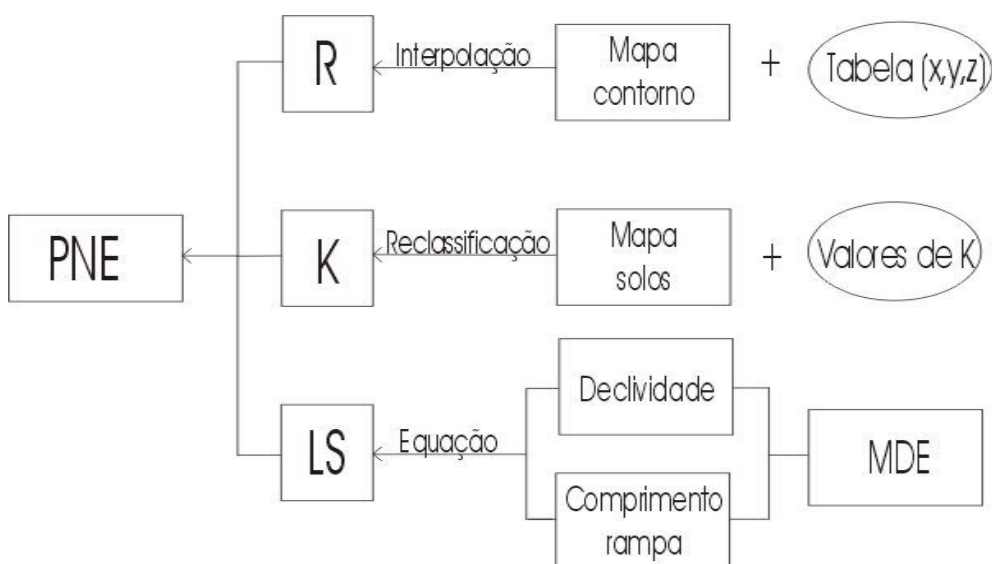 R
Interpolação
Mapa
contorno
+
Tabela (x,y,z)
PNE
K
Reclassificação
Mapa
solos
+
Valores de K
LS
Equação
Declividade
Comprimento
rampa
MDE